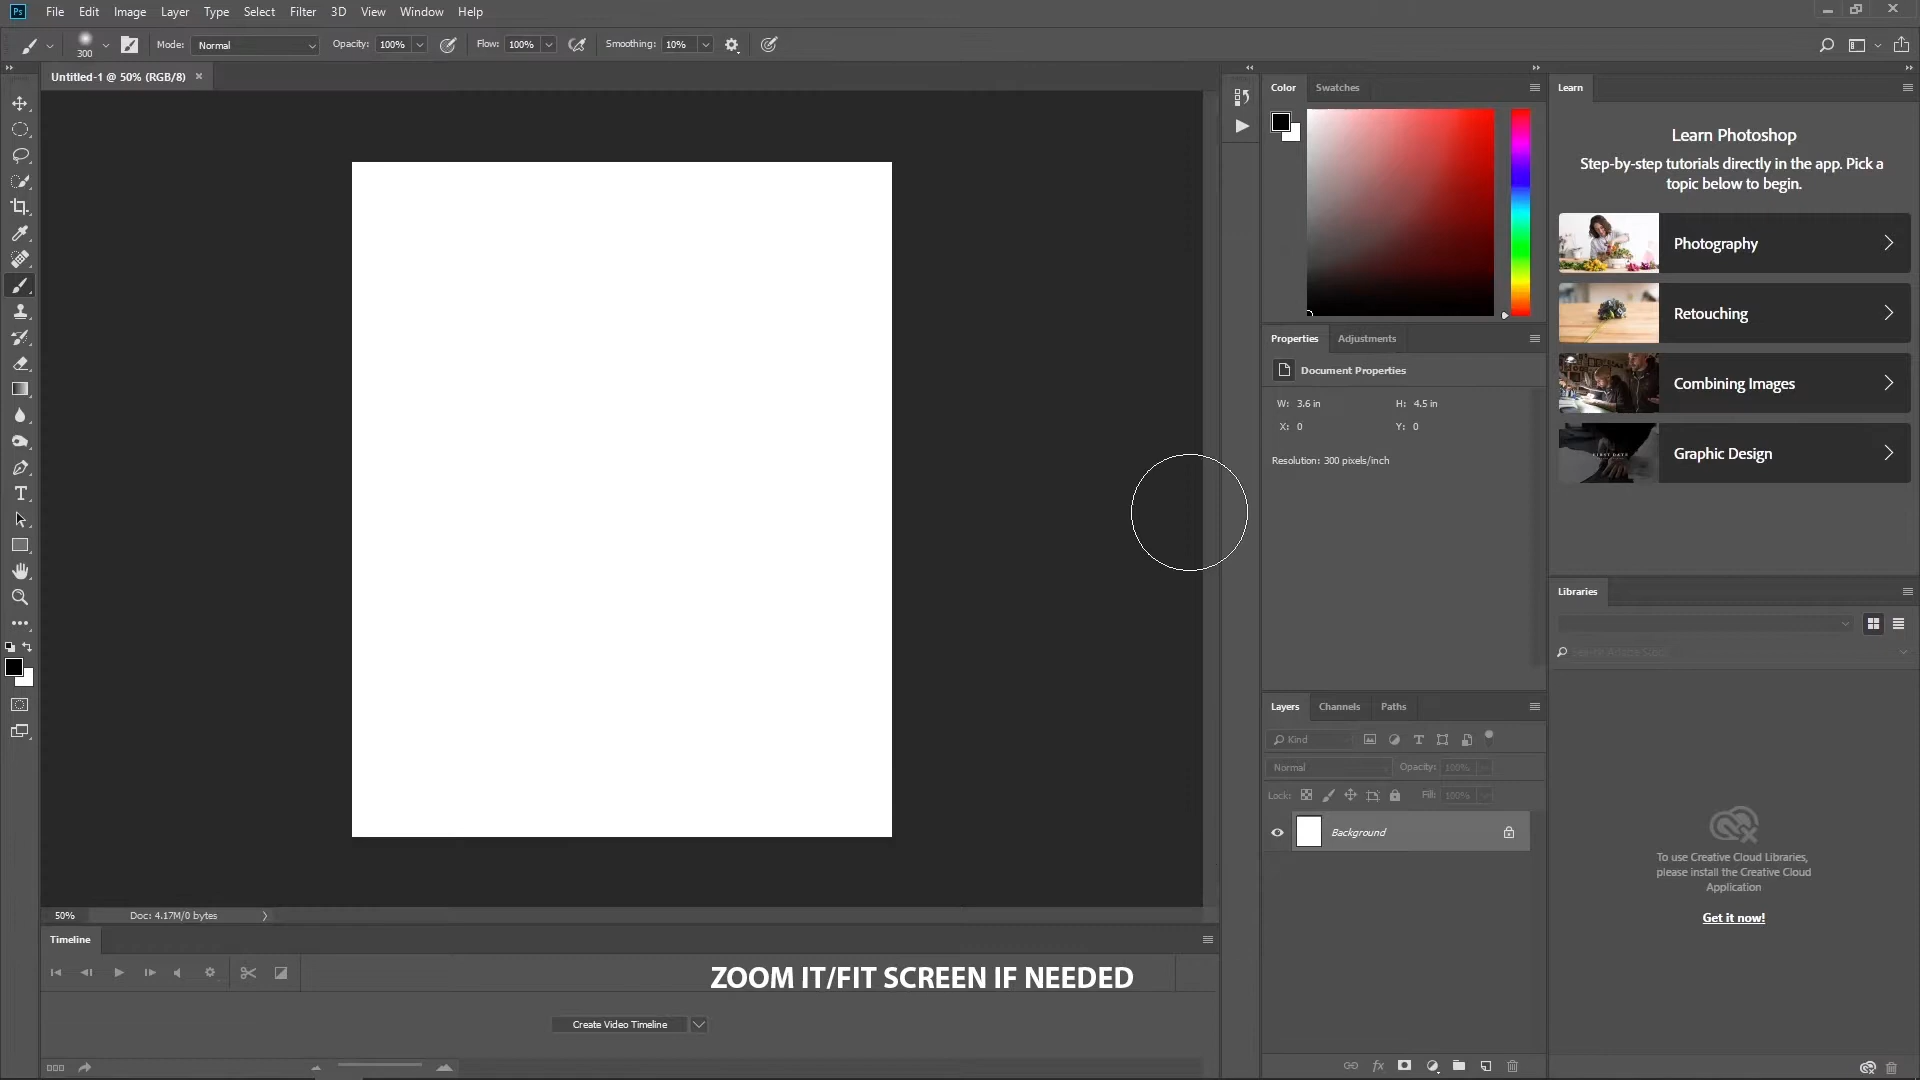 Ps File Edit Image Layer Type Select Filter 3D View Window Help
300 Mode: Normal Opacity: 100% Flow: 100% Smoothing: 10%
Untitled-1 @ 50% (RGB/8) ×
Color Swatches
Learn
Learn Photoshop
Step-by-step tutorials directly in the app. Pick a
topic below to begin.
Photography
Retouching
Combining Images
Graphic Design
Properties Adjustments
Document Properties
W: 3.6 in H: 4.5 in
X: 0 Y: 0
Resolution: 300 pixels/inch
Libraries
Layers Channels Paths
Kind
Normal Opacity: 100%
Lock: Fill: 100%
Background
To use Creative Cloud Libraries,
please install the Creative Cloud
Application
Get it now!
50% Doc: 4.17M/0 bytes
Timeline
ZOOM IT/FIT SCREEN IF NEEDED
Create Video Timeline
fx